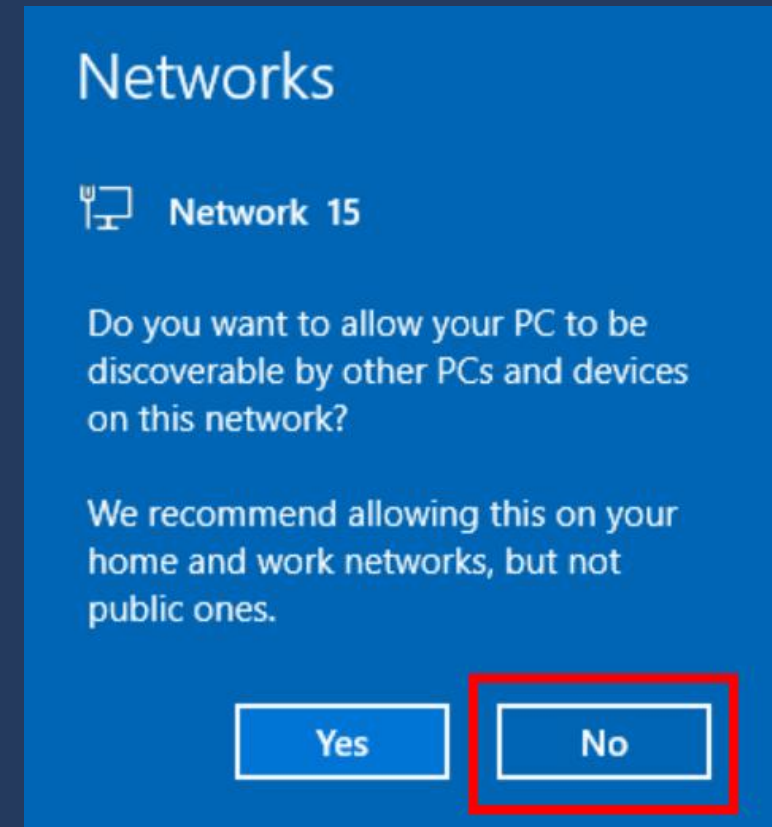 Networks
Network 15
Do you want to allow your PC to be
discoverable by other PCs and devices
on this network?
We recommend allowing this on your
home and work networks, but not
public ones.
Yes
No